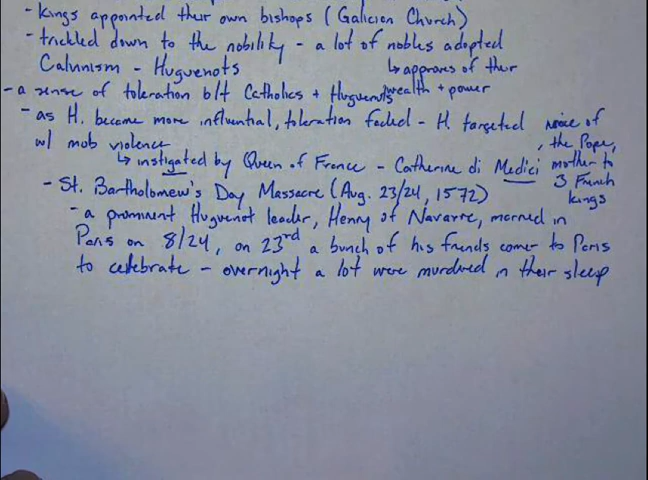 - kings appointed their own bishops (Galician Church)
- trickled down to the nobility - a lot of nobles adopted
Calvinism - Huguenots
↳ approves of their
wealth + power
- a sense of toleration b/t Catholics + Huguenots
- as H. became more influential, toleration faded - H. targeted
w/ mob violence
↳ instigated by Queen of France - Catherine di Medici
, niece of
the Pope,
mother to
3 French
kings
- St. Bartholomew's Day Massacre (Aug. 23/24, 1572)
- a prominent Huguenot leader, Henry of Navarre, married in
Paris on 8/24, on 23rd a bunch of his friends come to Paris
to celebrate - overnight a lot were murdered in their sleep